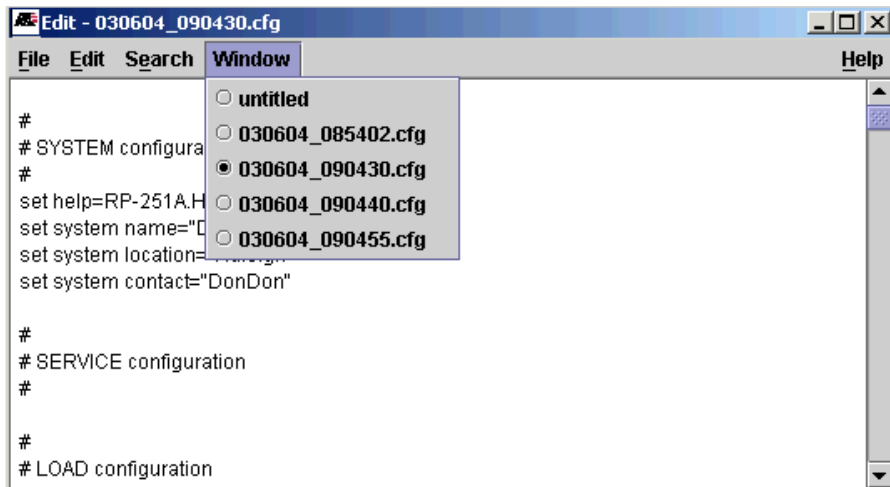 Edit - 030604_090430.cfg
File Edit Search Window Help
untitled
030604_085402.cfg
030604_090430.cfg
030604_090440.cfg
030604_090455.cfg
#
# SYSTEM configura
#
set help=RP-251A.H
set system name="D
set system location=
set system contact="DonDon"
#
# SERVICE configuration
#
#
# LOAD configuration